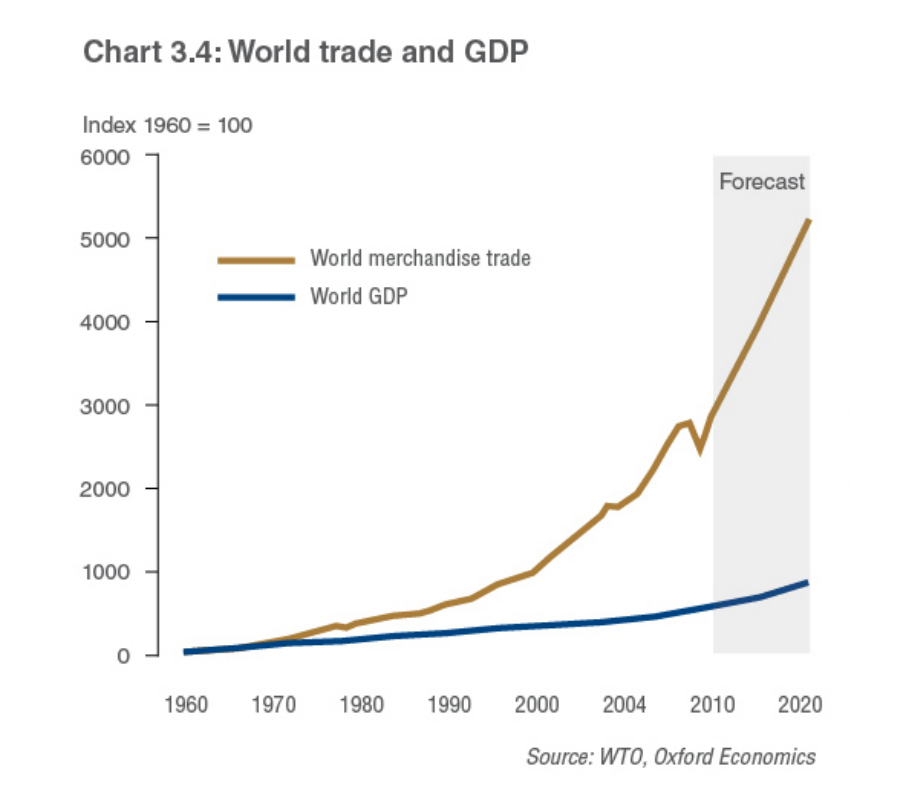 Chart 3.4: World trade and GDP
Index 1960 = 100
6000
Forecast
5000
World merchandise trade
World GDP
4000
3000
2000
1000
0
1960 1970 1980 1990 2000 2004 2010 2020
Source: WTO, Oxford Economics